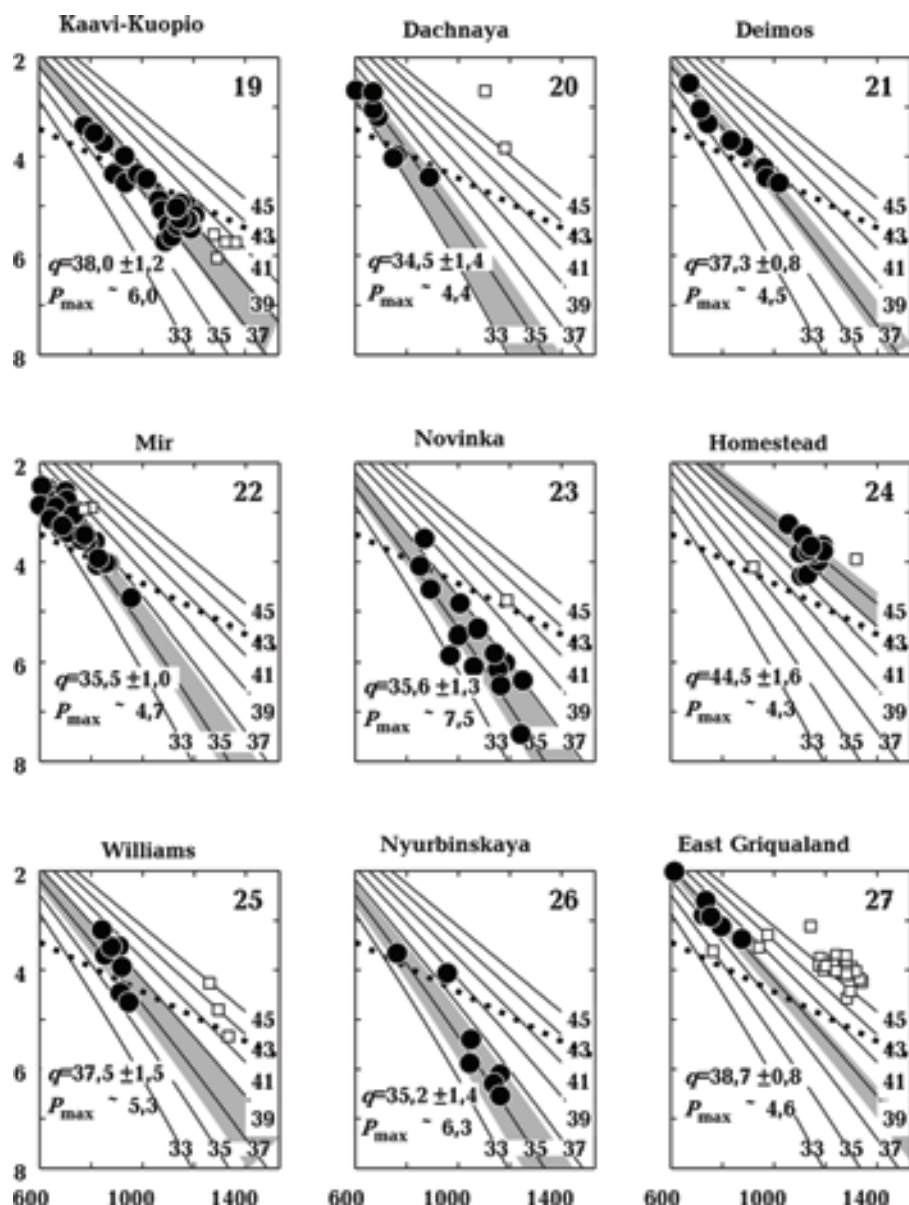 Kaavi-Kuopio
Dachnaya
Deimos
2
4
6
8
19
45
43
41
39
37
35
33
q=38,0 ±1,2
Pmax ~ 6,0
20
45
43
41
39
37
35
33
q=34,5 ±1,4
Pmax ~ 4,4
21
45
43
41
39
37
35
33
q=37,3 ±0,8
Pmax ~ 4,5
Mir
Novinka
Homestead
2
4
6
8
22
45
43
41
39
37
35
33
q=35,5 ±1,0
Pmax ~ 4,7
23
45
43
41
39
37
35
33
q=35,6 ±1,3
Pmax ~ 7,5
24
45
43
41
39
37
35
33
q=44,5 ±1,6
Pmax ~ 4,3
Williams
Nyurbinskaya
East Griqualand
2
4
6
8
25
45
43
41
39
37
35
33
q=37,5 ±1,5
Pmax ~ 5,3
26
45
43
41
39
37
35
33
q=35,2 ±1,4
Pmax ~ 6,3
27
45
43
41
39
37
35
33
q=38,7 ±0,8
Pmax ~ 4,6
600 1000 1400
600 1000 1400
600 1000 1400